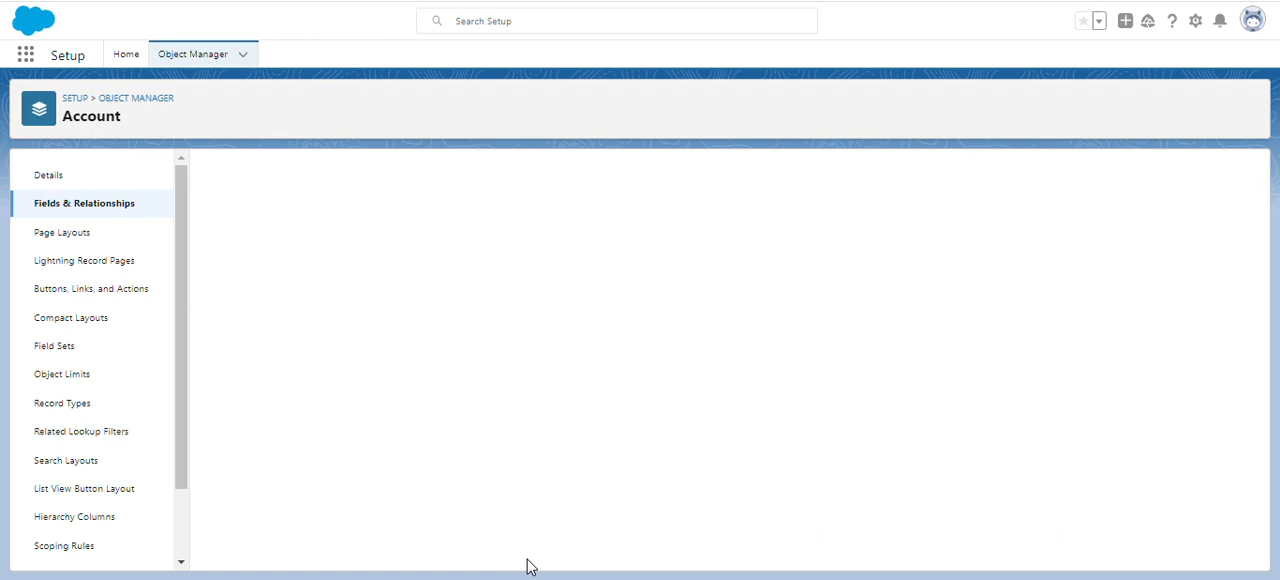 Search Setup
Setup
Home
Object Manager
SETUP > OBJECT MANAGER
Account
Details
Fields & Relationships
Page Layouts
Lightning Record Pages
Buttons, Links, and Actions
Compact Layouts
Field Sets
Object Limits
Record Types
Related Lookup Filters
Search Layouts
List View Button Layout
Hierarchy Columns
Scoping Rules